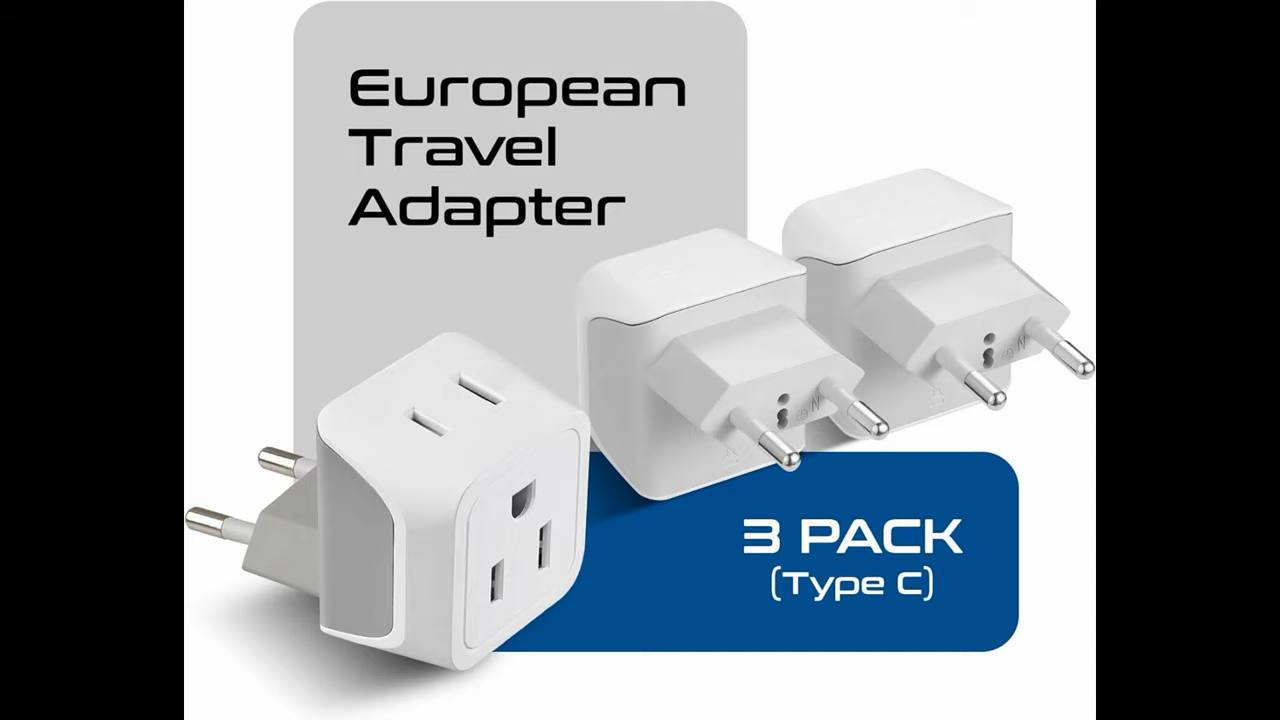 European
Travel
Adapter
3 PACK
(Type C)
N
N